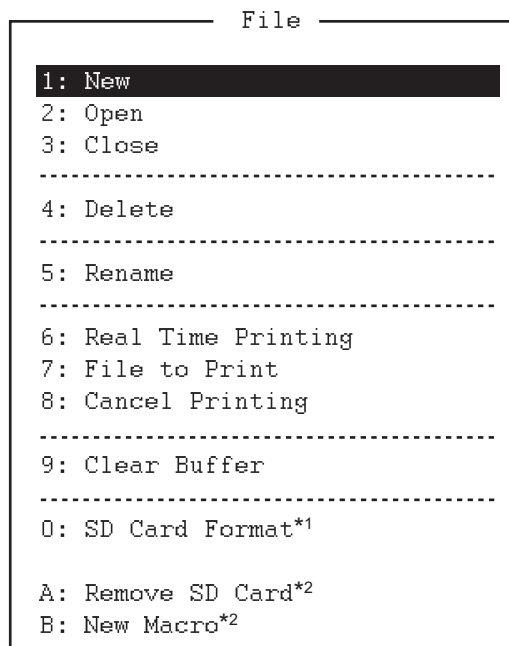 File
1: New
2: Open
3: Close
4: Delete
5: Rename
6: Real Time Printing
7: File to Print
8: Cancel Printing
9: Clear Buffer
0: SD Card Format*1
A: Remove SD Card*2
B: New Macro*2